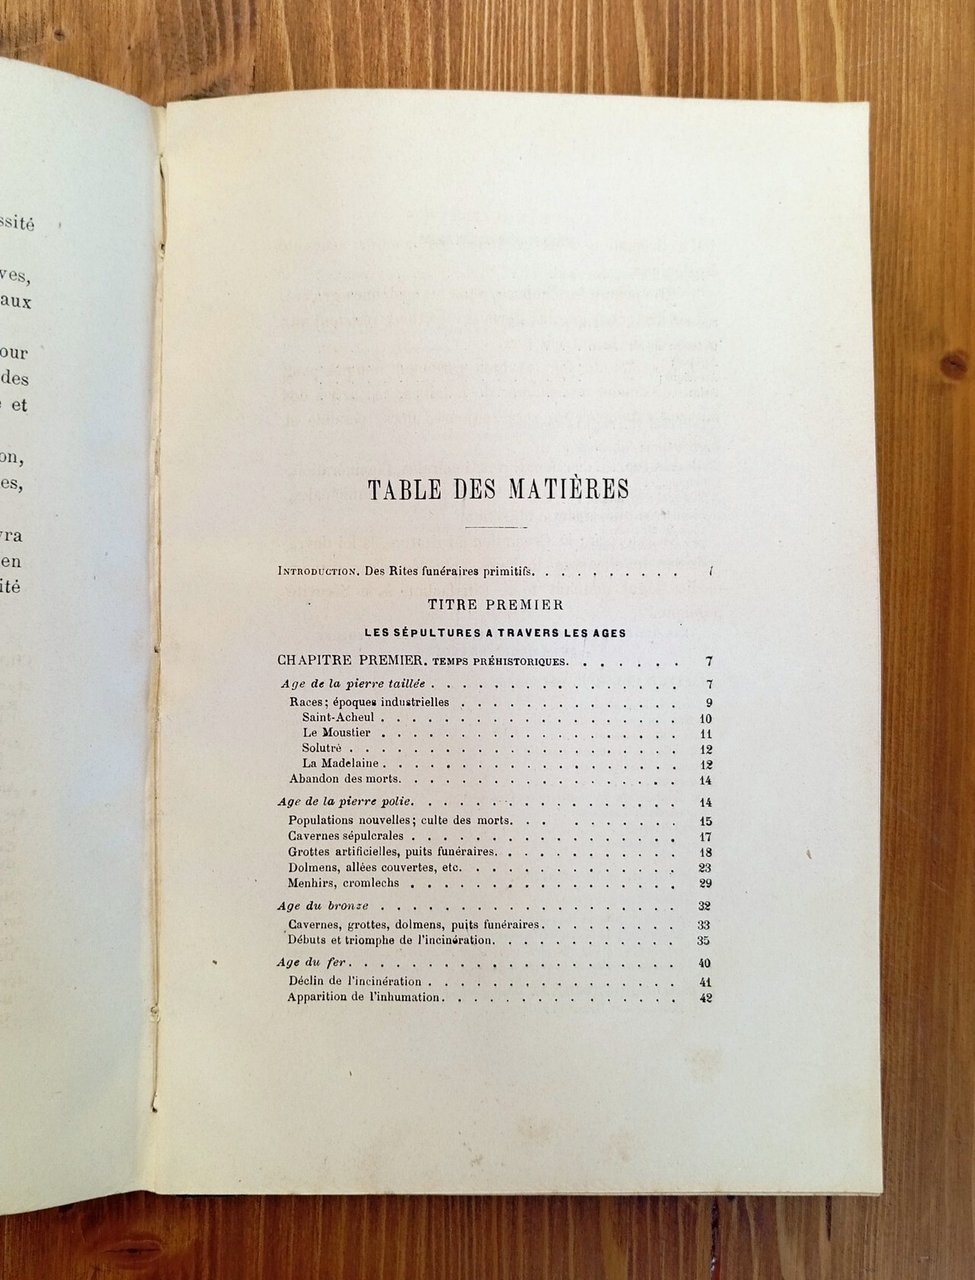 ssité
ves,
aux
our
des
et
on,
es,
vra
en
ité
TABLE DES MATIÈRES
INTRODUCTION. Des Rites funéraires primitifs. . . . . . . . . . i
TITRE PREMIER
LES SÉPULTURES A TRAVERS LES AGES
CHAPITRE PREMIER. TEMPS PRÉHISTORIQUES. . . . . . . 7
Age de la pierre taillée . . . . . . . . . . . . . . . . 7
Races; époques industrielles . . . . . . . . . . . . . . 9
Saint-Acheul . . . . . . . . . . . . . . . . . . . 10
Le Moustier . . . . . . . . . . . . . . . . . . . 11
Solutré . . . . . . . . . . . . . . . . . . . . . 12
La Madelaine . . . . . . . . . . . . . . . . . . . 12
Abandon des morts. . . . . . . . . . . . . . . . . . 14
Age de la pierre polie. . . . . . . . . . . . . . . . . 14
Populations nouvelles; culte des morts. . . . . . . . . . 15
Cavernes sépulcrales . . . . . . . . . . . . . . . . . 17
Grottes artificielles, puits funéraires. . . . . . . . . . . . 18
Dolmens, allées couvertes, etc. . . . . . . . . . . . . . 23
Menhirs, cromlechs . . . . . . . . . . . . . . . . . 29
Age du bronze . . . . . . . . . . . . . . . . . . . 32
Cavernes, grottes, dolmens, puits funéraires. . . . . . . . . 33
Débuts et triomphe de l'incinération. . . . . . . . . . . . 35
Age du fer. . . . . . . . . . . . . . . . . . . . . 40
Déclin de l'incinération . . . . . . . . . . . . . . . . 41
Apparition de l'inhumation. . . . . . . . . . . . . . . 42